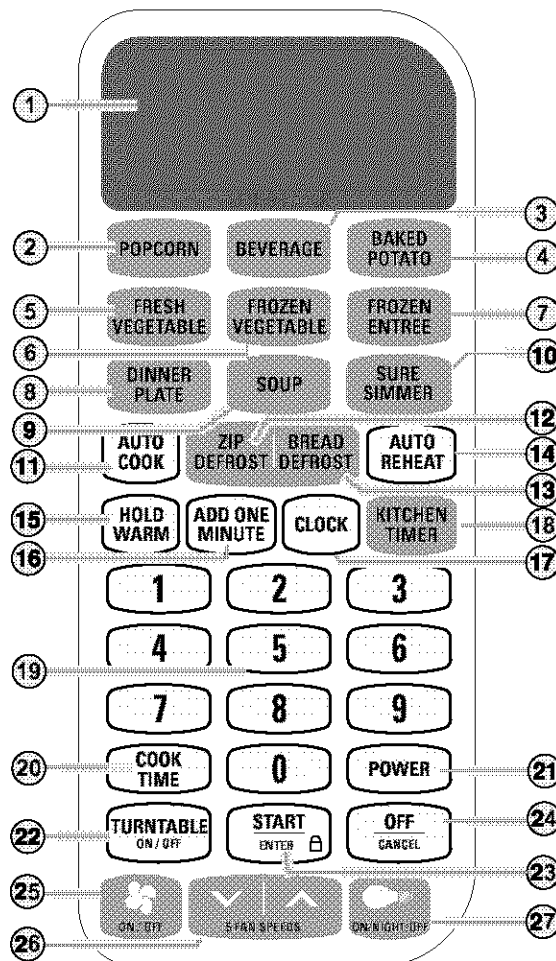 1
3
2
POPCORN
BEVERAGE
BAKED
POTATO
4
5
FRESH
VEGETABLE
FROZEN
VEGETABLE
FROZEN
ENTREE
7
6
10
8
DINNER
PLATE
SOUP
SURE
SIMMER
9
12
11
AUTO
COOK
ZIP
DEFROST
BREAD
DEFROST
AUTO
REHEAT
14
13
15
HOLD
WARM
ADD ONE
MINUTE
CLOCK
KITCHEN
TIMER
18
16
17
1
2
3
4
5
6
19
7
8
9
20
COOK
TIME
0
POWER
21
22
TURNTABLE
ON / OFF
START
ENTER
OFF
CANCEL
24
23
25
ON / OFF
5 FAN SPEEDS
ON/NIGHT/OFF
27
26